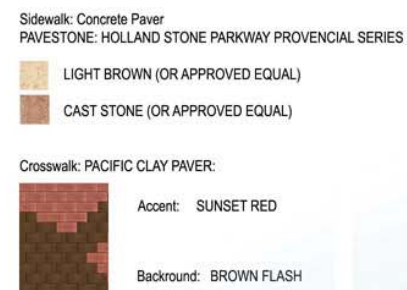 Sidewalk: Concrete Paver
PAVESTONE: HOLLAND STONE PARKWAY PROVENCIAL SERIES
LIGHT BROWN (OR APPROVED EQUAL)
CAST STONE (OR APPROVED EQUAL)
Crosswalk: PACIFIC CLAY PAVER:
Accent: SUNSET RED
Backround: BROWN FLASH